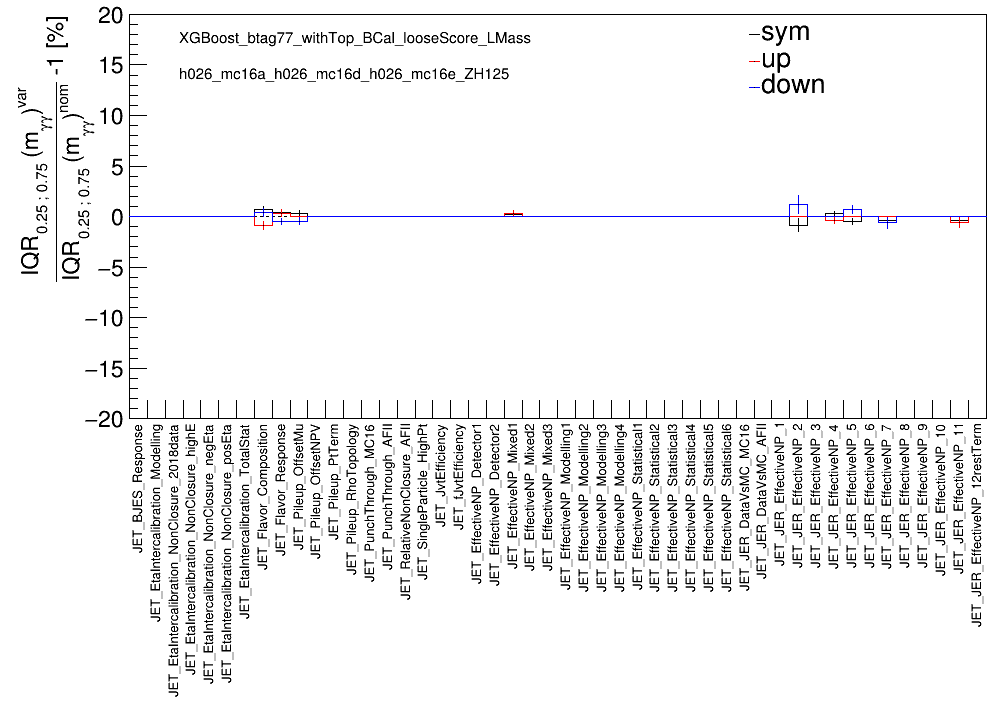 IQR0.25 ; 0.75 (mγγ)var
IQR0.25 ; 0.75 (mγγ)nom
-1 [%]
20
15
10
5
0
−5
−10
−15
−20
XGBoost_btag77_withTop_BCal_looseScore_LMass
h026_mc16a_h026_mc16d_h026_mc16e_ZH125
sym
up
down
JET_BJES_Response
JET_EtaIntercalibration_Modelling
JET_EtaIntercalibration_NonClosure_2018data
JET_EtaIntercalibration_NonClosure_highE
JET_EtaIntercalibration_NonClosure_negEta
JET_EtaIntercalibration_NonClosure_posEta
JET_EtaIntercalibration_TotalStat
JET_Flavor_Composition
JET_Flavor_Response
JET_Pileup_OffsetMu
JET_Pileup_OffsetNPV
JET_Pileup_PtTerm
JET_Pileup_RhoTopology
JET_PunchThrough_MC16
JET_PunchThrough_AFII
JET_RelativeNonClosure_AFII
JET_SingleParticle_HighPt
JET_JvtEfficiency
JET_fJvtEfficiency
JET_EffectiveNP_Detector1
JET_EffectiveNP_Detector2
JET_EffectiveNP_Mixed1
JET_EffectiveNP_Mixed2
JET_EffectiveNP_Mixed3
JET_EffectiveNP_Modelling1
JET_EffectiveNP_Modelling2
JET_EffectiveNP_Modelling3
JET_EffectiveNP_Modelling4
JET_EffectiveNP_Statistical1
JET_EffectiveNP_Statistical2
JET_EffectiveNP_Statistical3
JET_EffectiveNP_Statistical4
JET_EffectiveNP_Statistical5
JET_EffectiveNP_Statistical6
JET_JER_DataVsMC_MC16
JET_JER_DataVsMC_AFII
JET_JER_EffectiveNP_1
JET_JER_EffectiveNP_2
JET_JER_EffectiveNP_3
JET_JER_EffectiveNP_4
JET_JER_EffectiveNP_5
JET_JER_EffectiveNP_6
JET_JER_EffectiveNP_7
JET_JER_EffectiveNP_8
JET_JER_EffectiveNP_9
JET_JER_EffectiveNP_10
JET_JER_EffectiveNP_11
JET_JER_EffectiveNP_12restTerm